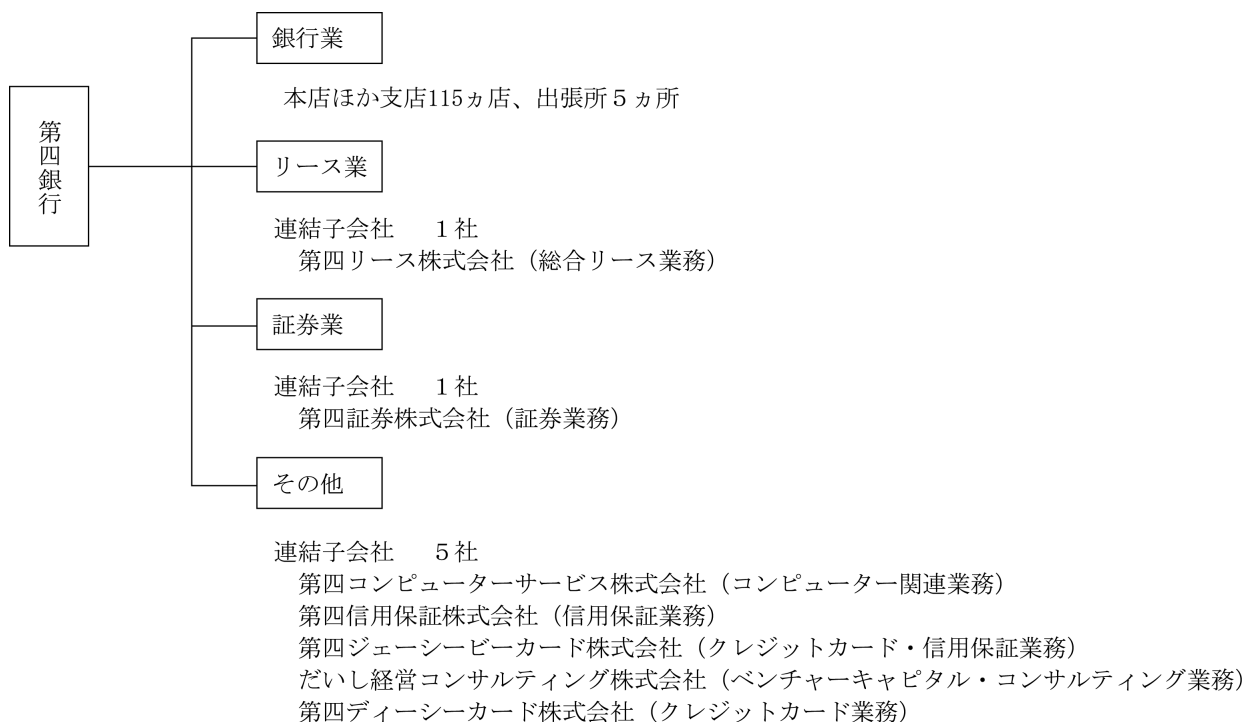 第四銀行
銀行業
本店ほか支店115ヵ店、出張所５ヵ所
リース業
連結子会社　１社
第四リース株式会社（総合リース業務）
証券業
連結子会社　１社
第四証券株式会社（証券業務）
その他
連結子会社　５社
第四コンピューターサービス株式会社（コンピューター関連業務）
第四信用保証株式会社（信用保証業務）
第四ジェーシービーカード株式会社（クレジットカード・信用保証業務）
だいし経営コンサルティング株式会社（ベンチャーキャピタル・コンサルティング業務）
第四ディーシーカード株式会社（クレジットカード業務）